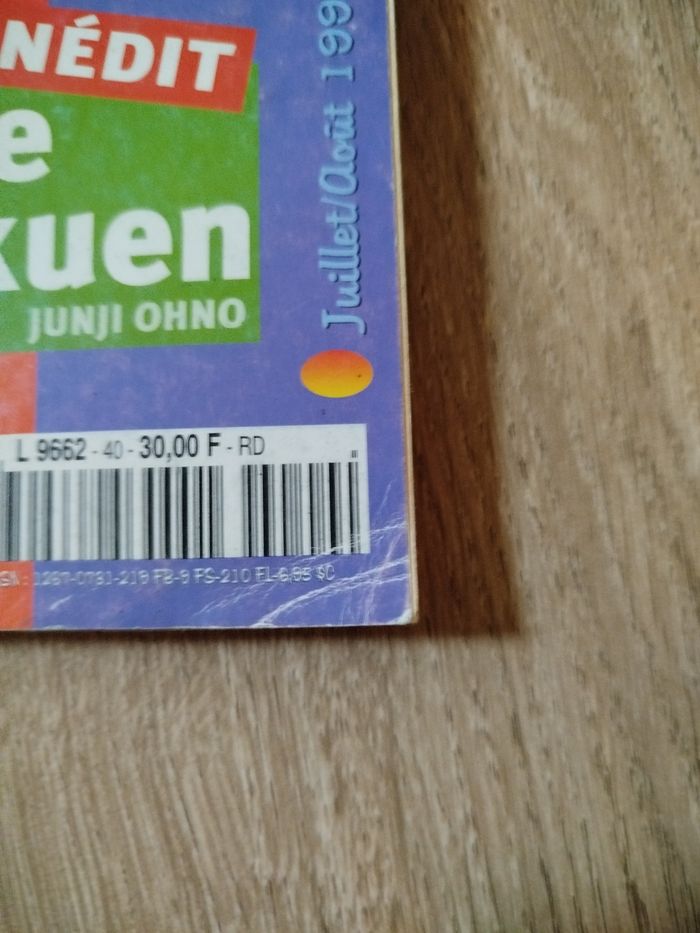 NÉDIT
e
kuen
JUNJI OHNO
Juillet/Août 199
L 9662 - 40 - 30,00 F - RD